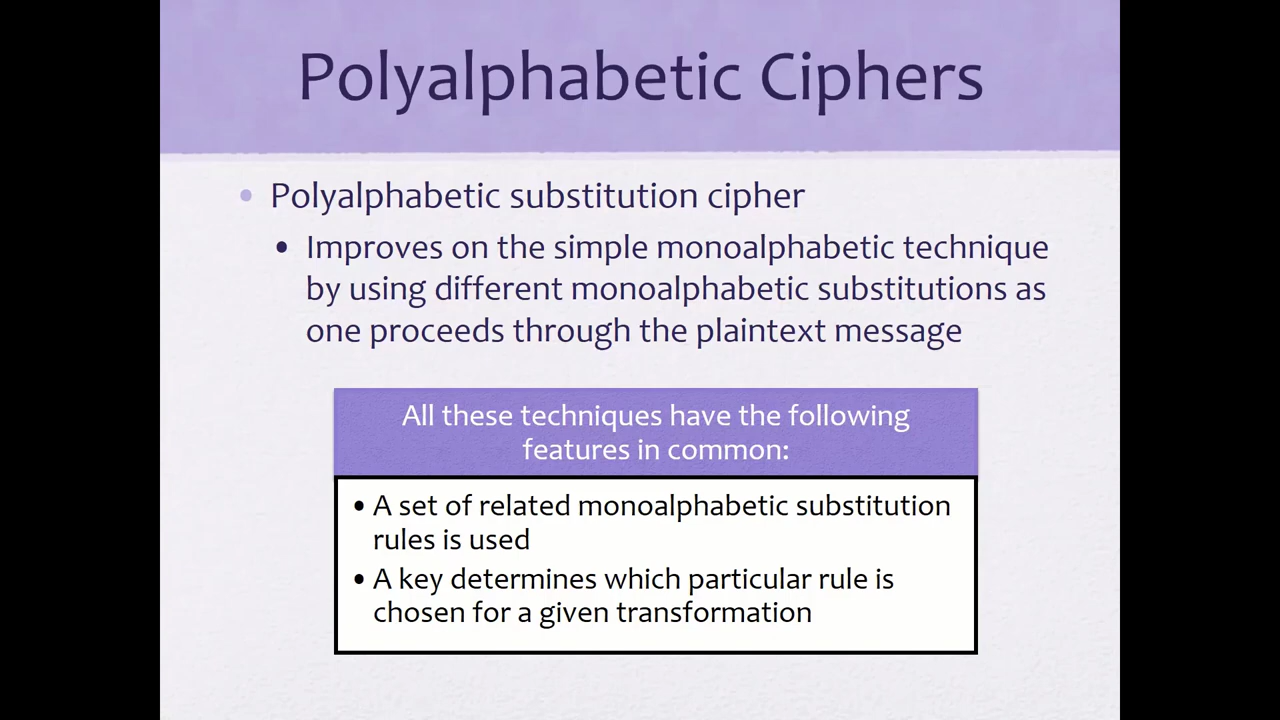 Polyalphabetic Ciphers
• Polyalphabetic substitution cipher
• Improves on the simple monoalphabetic technique
by using different monoalphabetic substitutions as
one proceeds through the plaintext message
All these techniques have the following
features in common:
• A set of related monoalphabetic substitution
rules is used
• A key determines which particular rule is
chosen for a given transformation